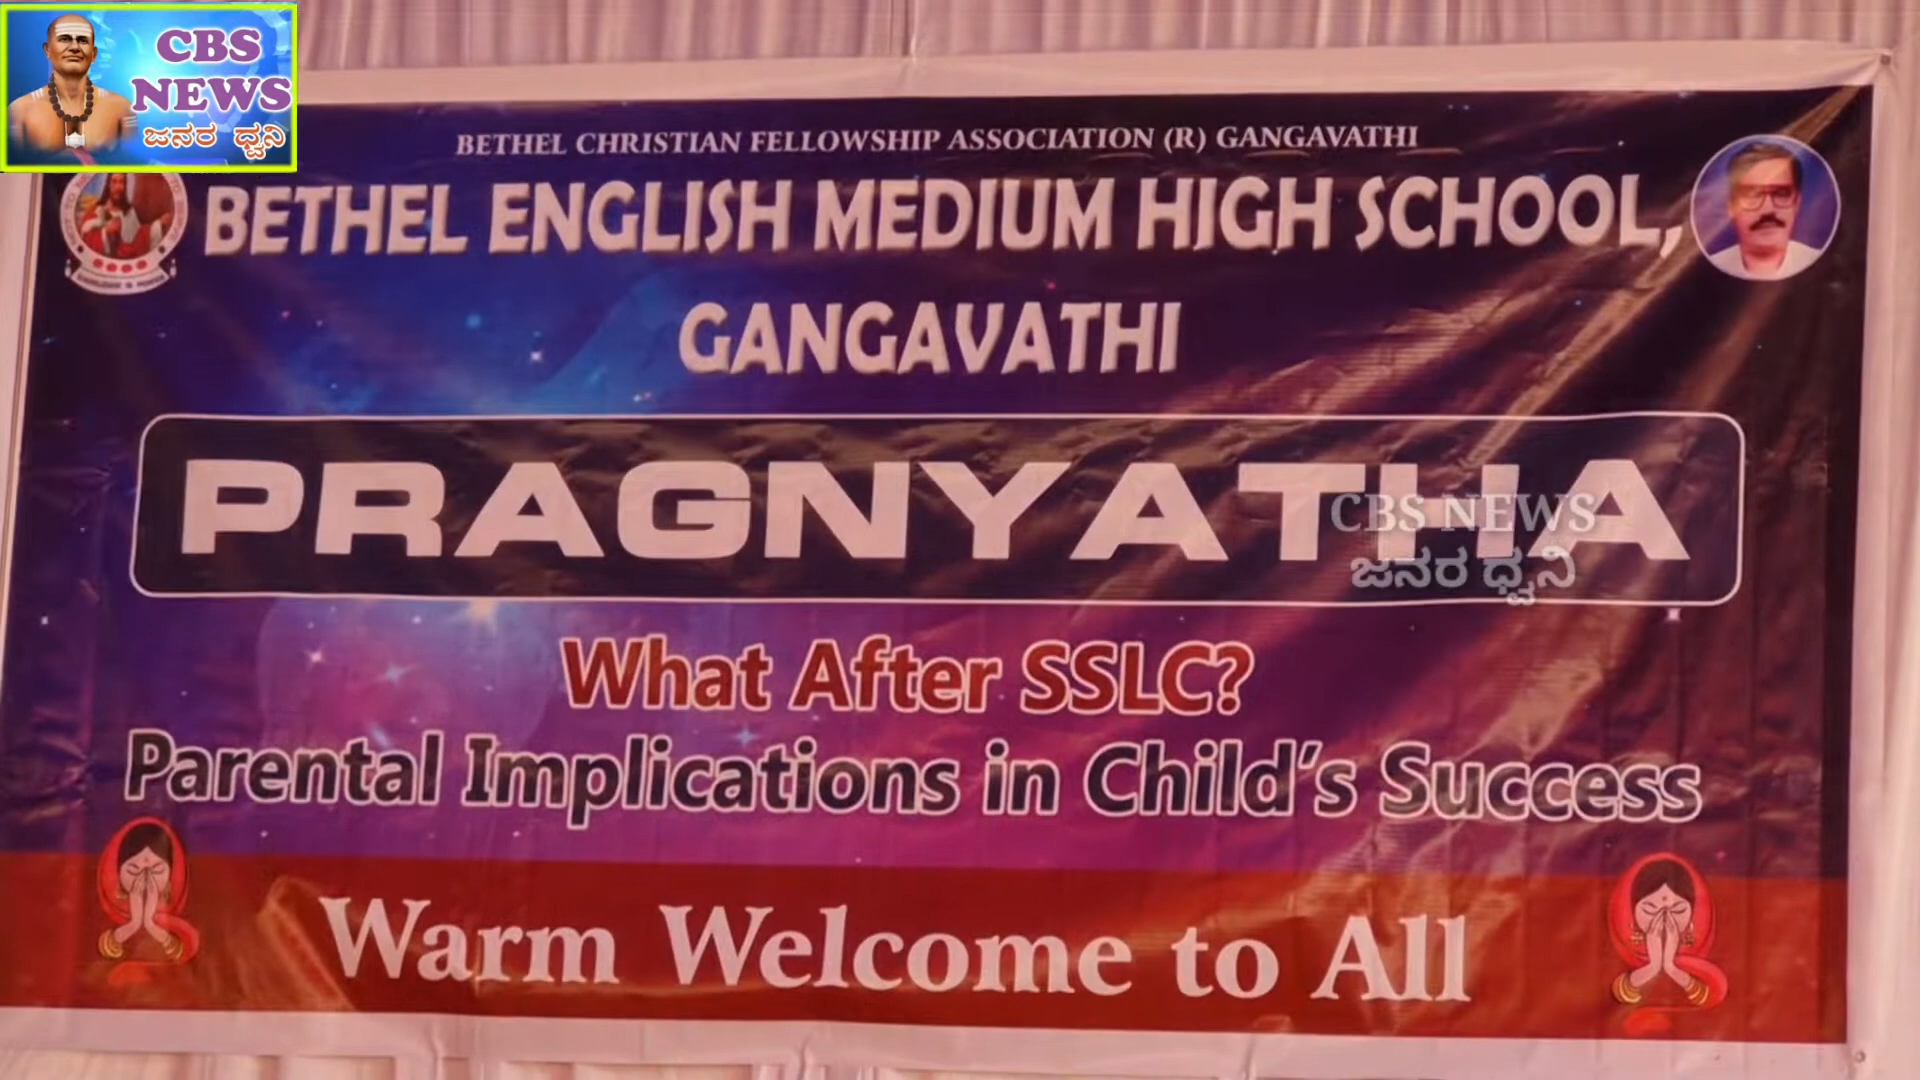 CBS
NEWS
ಜನರ ಧ್ವನಿ
BETHEL CHRISTIAN FELLOWSHIP ASSOCIATION (R) GANGAVATHI
BETHEL ENGLISH MEDIUM HIGH SCHOOL,
GANGAVATHI
PRAGNYATHA
CBS NEWS
ಜನರ ಧ್ವನಿ
What After SSLC?
Parental Implications in Child's Success
Warm Welcome to All